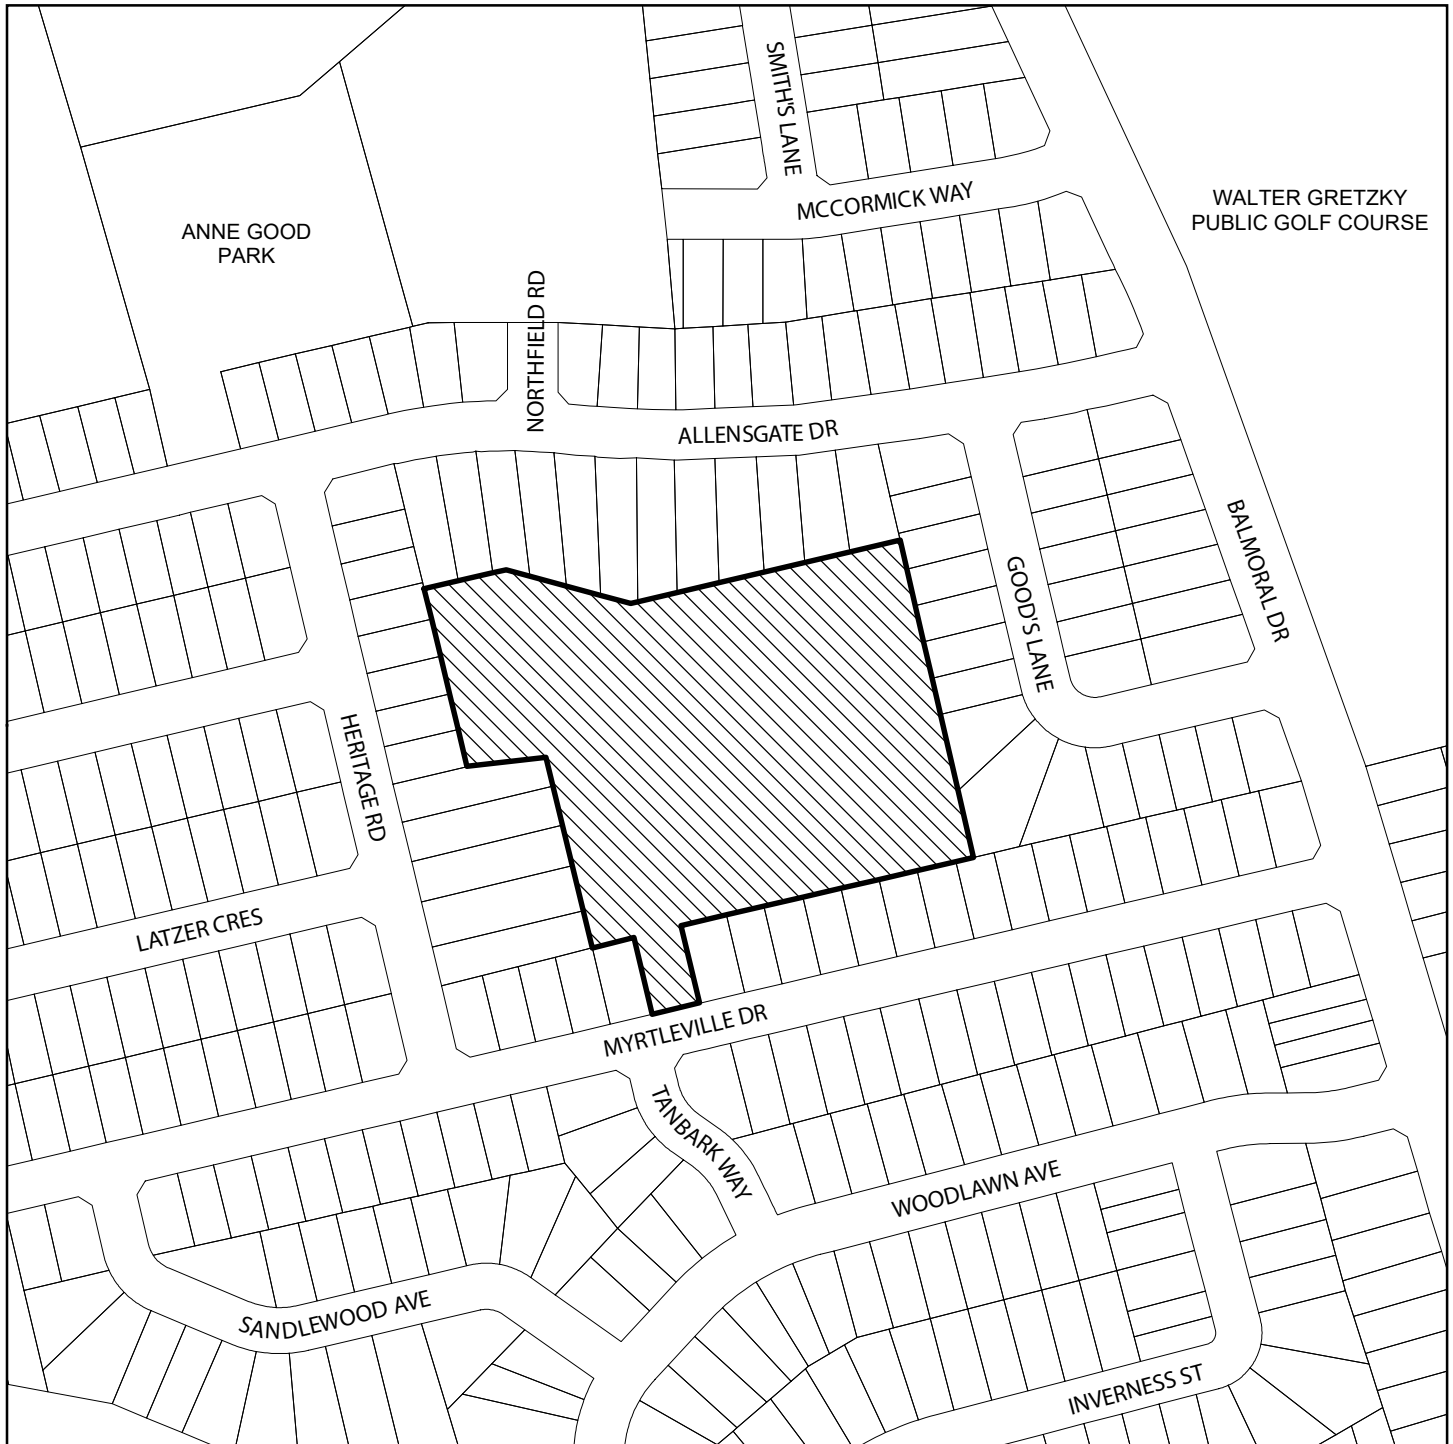 SMITH'S LANE
MCCORMICK WAY
WALTER GRETZKY
PUBLIC GOLF COURSE
ANNE GOOD
PARK
NORTHFIELD RD
ALLENSGATE DR
BALMORAL DR
GOOD'S LANE
HERITAGE RD
LATZER CRES
MYRTLEVILLE DR
TANBARK WAY
WOODLAWN AVE
SANDLEWOOD AVE
INVERNESS ST